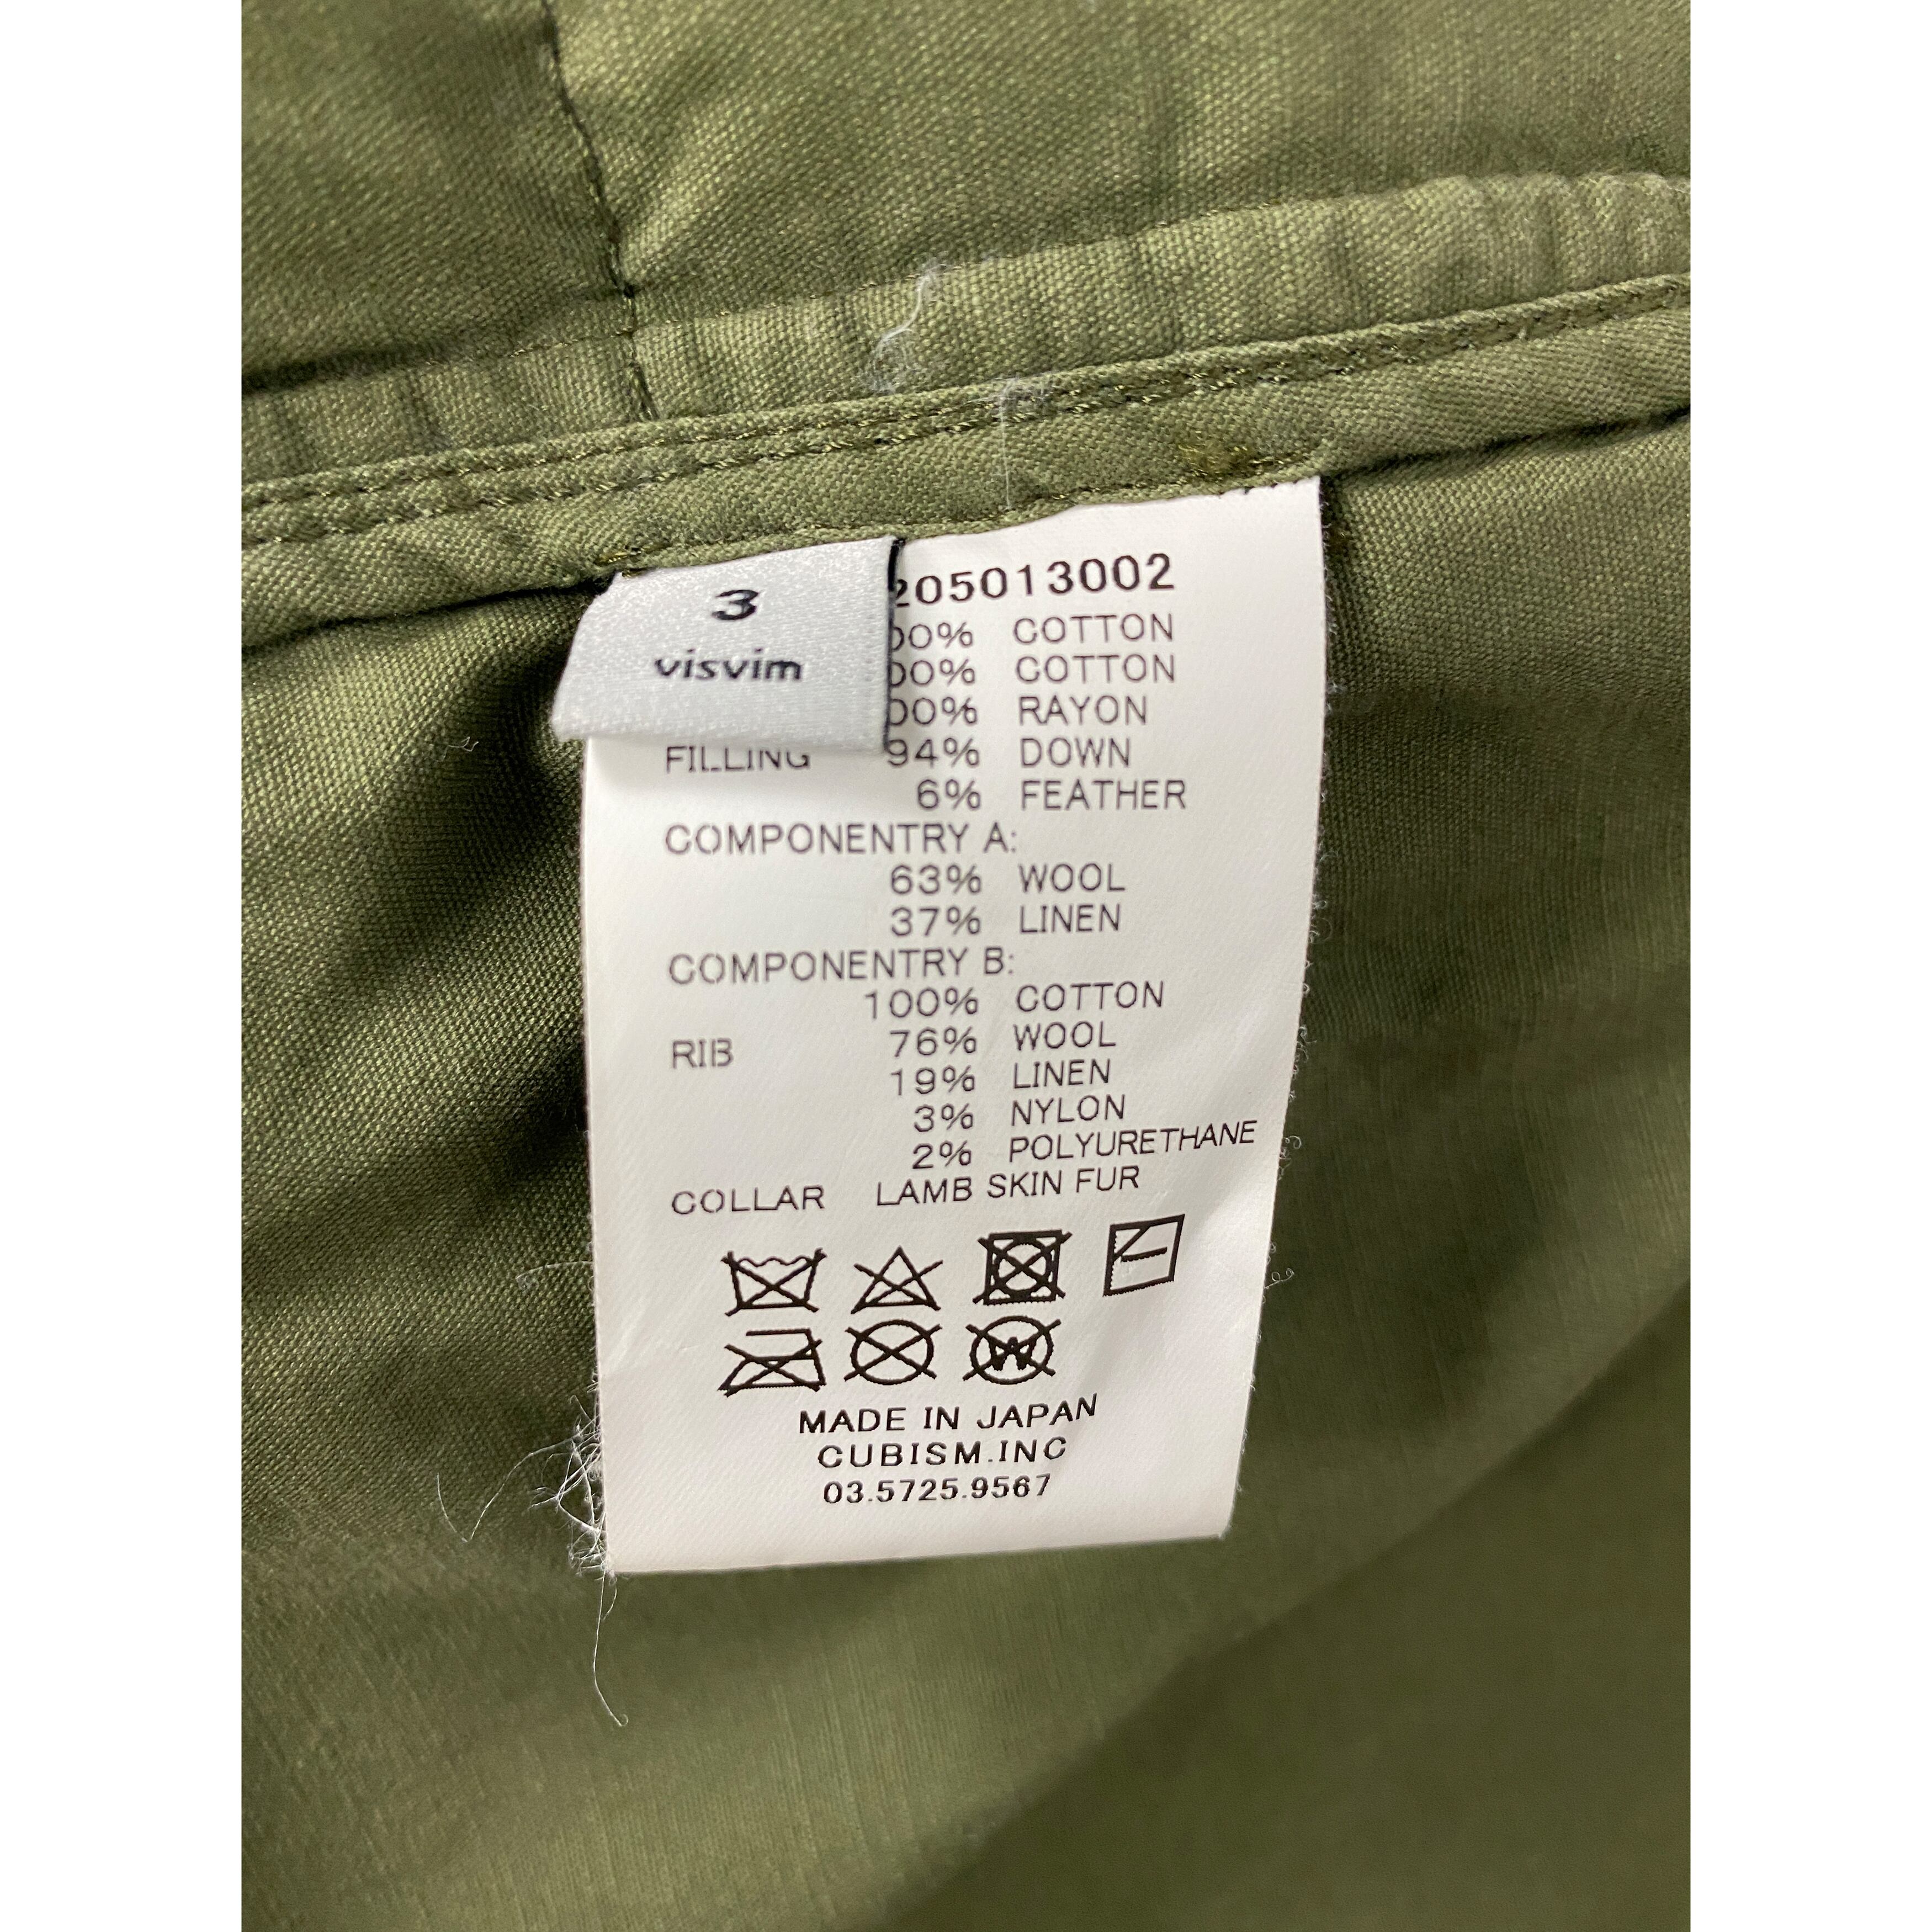 3
visvim
205013002
00% COTTON
00% COTTON
00% RAYON
FILLING 94% DOWN
6% FEATHER
COMPONENTRY A:
63% WOOL
37% LINEN
COMPONENTRY B:
100% COTTON
RIB 76% WOOL
19% LINEN
3% NYLON
2% POLYURETHANE
COLLAR LAMB SKIN FUR
W
MADE IN JAPAN
CUBISM.INC
03.5725.9567